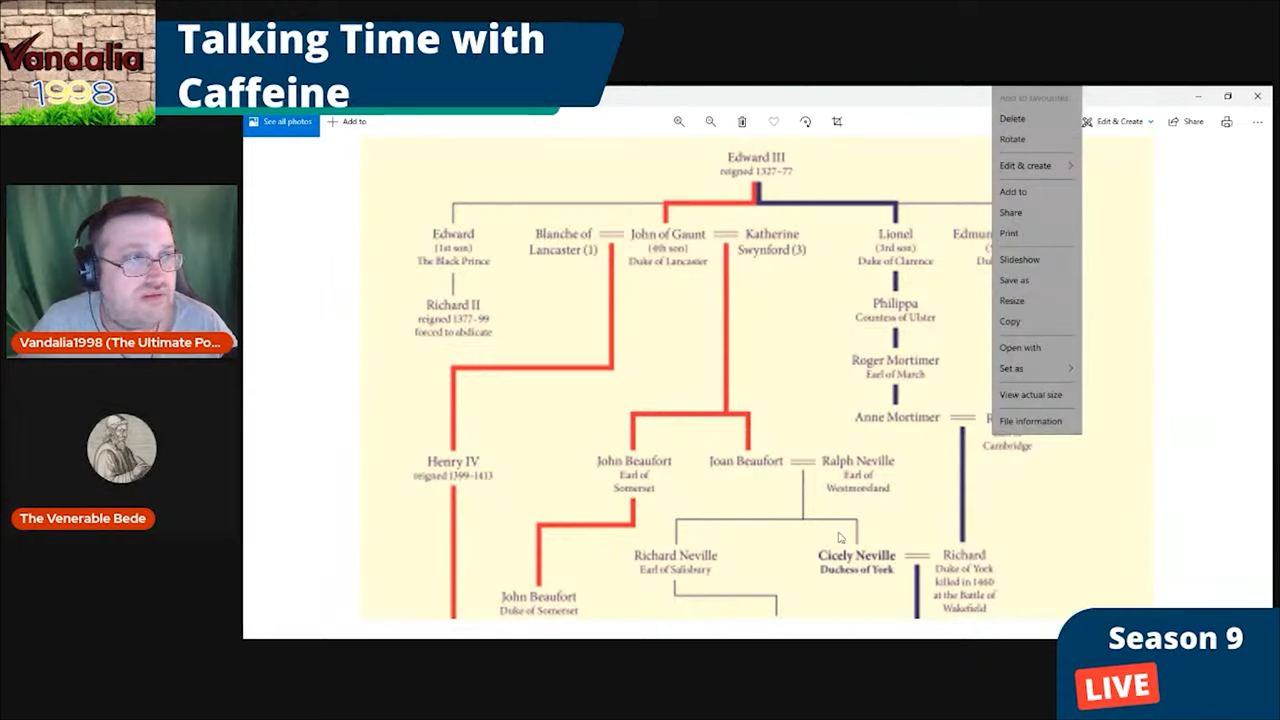 Vandalia
1998
Talking Time with
Caffeine
See all photos
Add to
Edit & Create
Share
Add to favourites
Delete
Rotate
Edit & create
Add to
Share
Print
Slideshow
Save as
Resize
Copy
Open with
Set as
View actual size
File information
Edward III
reigned 1327-77
Edward
(1st son)
The Black Prince
Blanche of
Lancaster (1)
John of Gaunt
(4th son)
Duke of Lancaster
Katherine
Swynford (3)
Lionel
(3rd son)
Duke of Clarence
Edmun
Du
Richard II
reigned 1377-99
forced to abdicate
Philippa
Countess of Ulster
Roger Mortimer
Earl of March
Anne Mortimer
R
Cambridge
Henry IV
reigned 1399-1413
John Beaufort
Earl of
Somerset
Joan Beaufort
Ralph Neville
Earl of
Westmorland
Richard Neville
Earl of Salisbury
Cicely Neville
Duchess of York
Richard
Duke of York
killed in 1460
at the Battle of
Wakefield
John Beaufort
Duke of Somerset
Vandalia1998 (The Ultimate Po...
The Venerable Bede
Season 9
LIVE